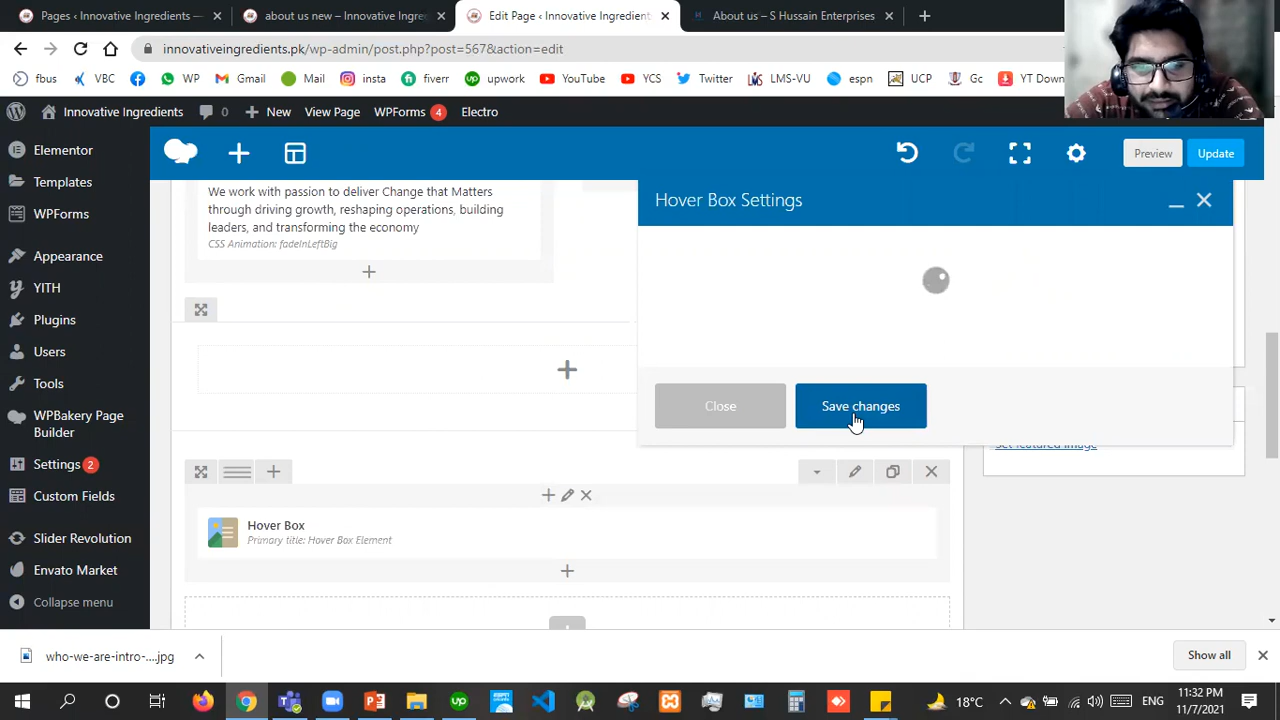 Pages ‹ Innovative Ingredients —
about us new – Innovative Ingre
Edit Page ‹ Innovative Ingredient
About us – S Hussain Enterprises
innovativeingredients.pk/wp-admin/post.php?post=567&action=edit
fbus
VBC
WP
Gmail
Mail
insta
fiverr
upwork
YouTube
YCS
Twitter
LMS-VU
espn
UCP
Gc
YT Down
Innovative Ingredients
0
New
View Page
WPForms 4
Electro
Elementor
Templates
WPForms
Appearance
YITH
Plugins
Users
Tools
WPBakery Page
Builder
Settings 2
Custom Fields
Slider Revolution
Envato Market
Collapse menu
Preview
Update
We work with passion to deliver Change that Matters
through driving growth, reshaping operations, building
leaders, and transforming the economy
CSS Animation: fadeInLeftBig
Hover Box Settings
Close
Save changes
Set featured image
Hover Box
Primary title: Hover Box Element
who-we-are-intro-....jpg
Show all
18°C
ENG
11:32 PM
11/7/2021